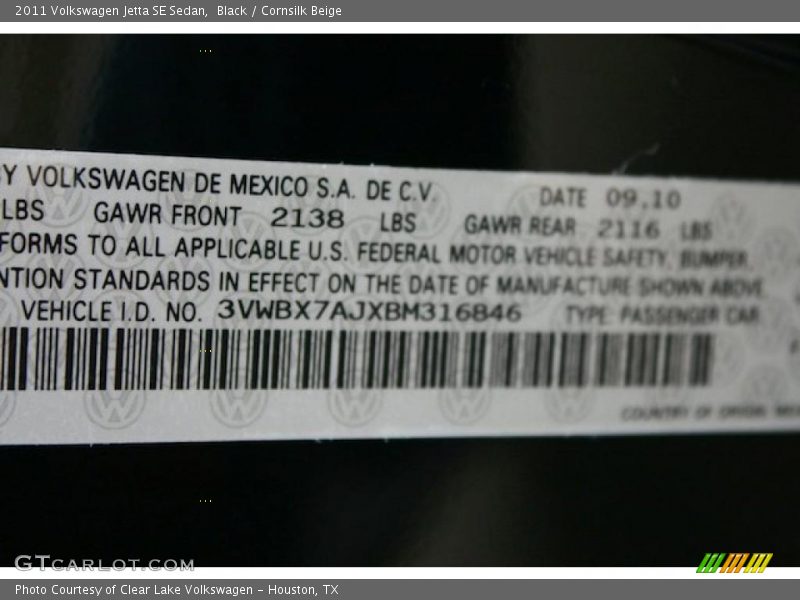 2011 Volkswagen Jetta SE Sedan, Black / Cornsilk Beige
BY VOLKSWAGEN DE MEXICO S.A. DE C.V. DATE 09.10
LBS GAWR FRONT 2138 LBS GAWR REAR 2116 LBS
FORMS TO ALL APPLICABLE U.S. FEDERAL MOTOR VEHICLE SAFETY, BUMPER,
NTION STANDARDS IN EFFECT ON THE DATE OF MANUFACTURE SHOWN ABOVE
VEHICLE I.D. NO. 3VWBX7AJXBM316846 TYPE: PASSENGER CAR
COUNTRY OF ORIGIN:
GTCARLOT.COM
Photo Courtesy of Clear Lake Volkswagen - Houston, TX